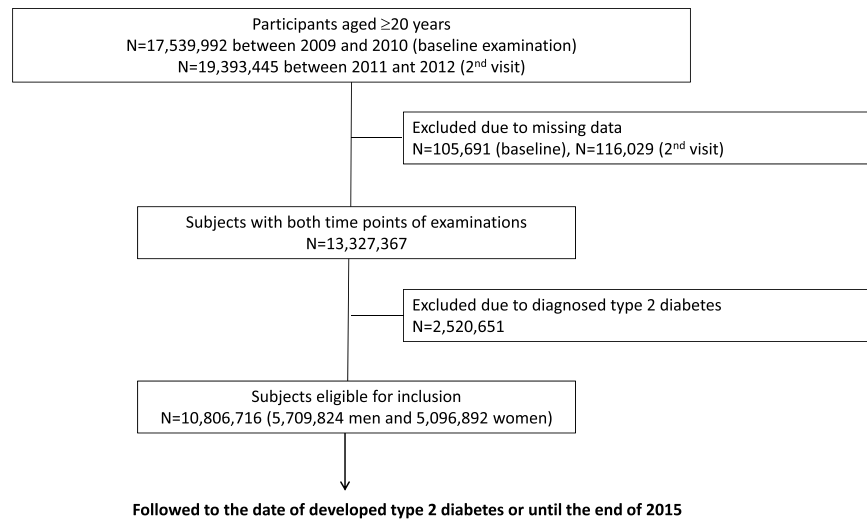 Participants aged ≥20 years
N=17,539,992 between 2009 and 2010 (baseline examination)
N=19,393,445 between 2011 ant 2012 (2nd visit)
Excluded due to missing data
N=105,691 (baseline), N=116,029 (2nd visit)
Subjects with both time points of examinations
N=13,327,367
Excluded due to diagnosed type 2 diabetes
N=2,520,651
Subjects eligible for inclusion
N=10,806,716 (5,709,824 men and 5,096,892 women)
Followed to the date of developed type 2 diabetes or until the end of 2015